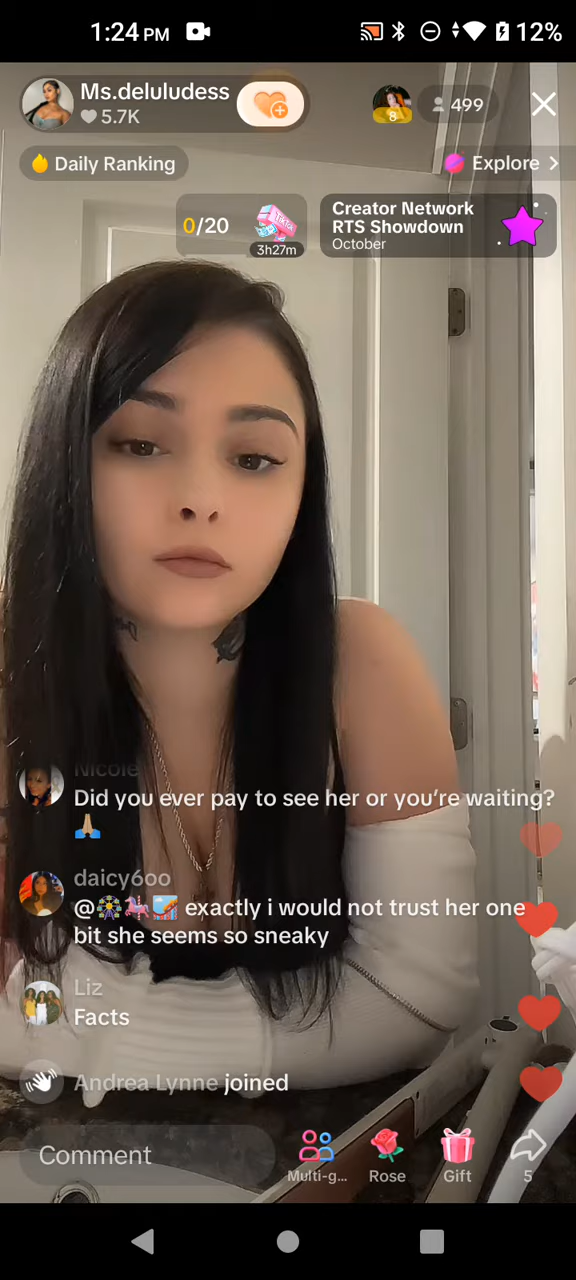 1:24 PM
12%
Ms.deluludess
5.7K
8
499
Daily Ranking
Explore >
0/20
TikTok
3h27m
Creator Network
RTS Showdown
October
Nicole
Did you ever pay to see her or you’re waiting?
🙏🏼
daicy6oo
@🎡🎠🎢 exactly i would not trust her one
bit she seems so sneaky
Liz
Facts
Andrea Lynne joined
Comment
Multi-g...
Rose
Gift
5